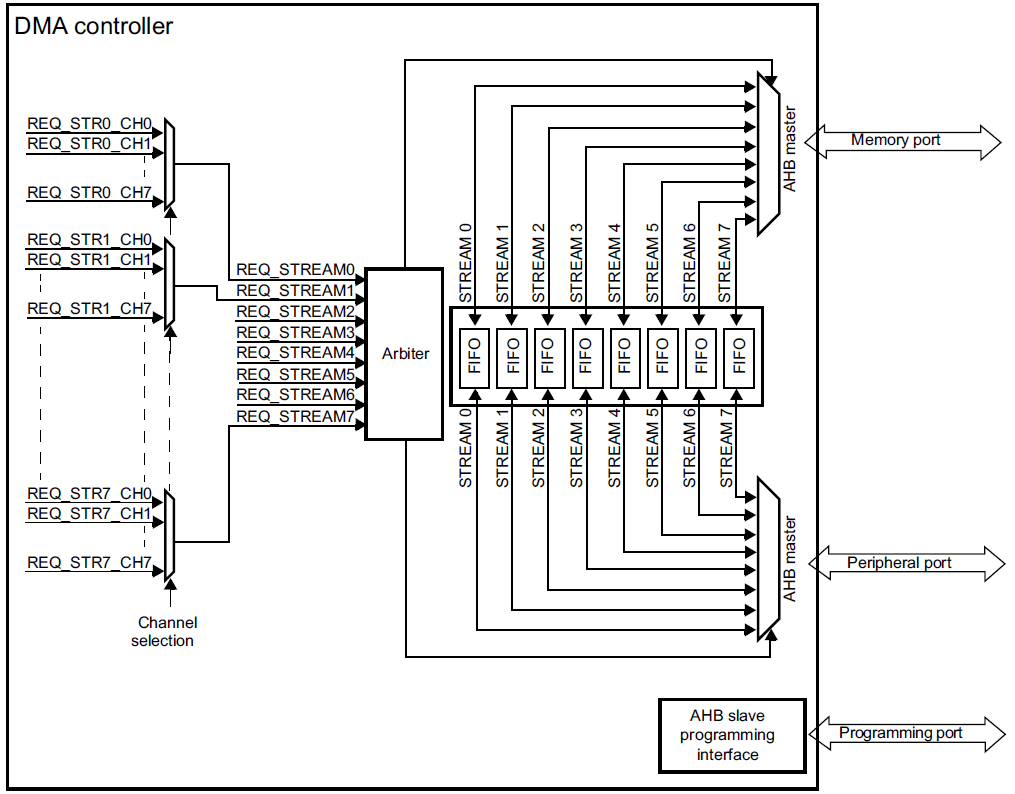 DMA controller
REQ_STR0_CH0
REQ_STR0_CH1
REQ_STR0_CH7
REQ_STR1_CH0
REQ_STR1_CH1
REQ_STR1_CH7
REQ_STR7_CH0
REQ_STR7_CH1
REQ_STR7_CH7
Channel
selection
REQ_STREAM0
REQ_STREAM1
REQ_STREAM2
REQ_STREAM3
REQ_STREAM4
REQ_STREAM5
REQ_STREAM6
REQ_STREAM7
Arbiter
STREAM 0
STREAM 1
STREAM 2
STREAM 3
STREAM 4
STREAM 5
STREAM 6
STREAM 7
FIFO
FIFO
FIFO
FIFO
FIFO
FIFO
FIFO
FIFO
STREAM 0
STREAM 1
STREAM 2
STREAM 3
STREAM 4
STREAM 5
STREAM 6
STREAM 7
AHB master
Memory port
AHB master
Peripheral port
AHB slave
programming
interface
Programming port